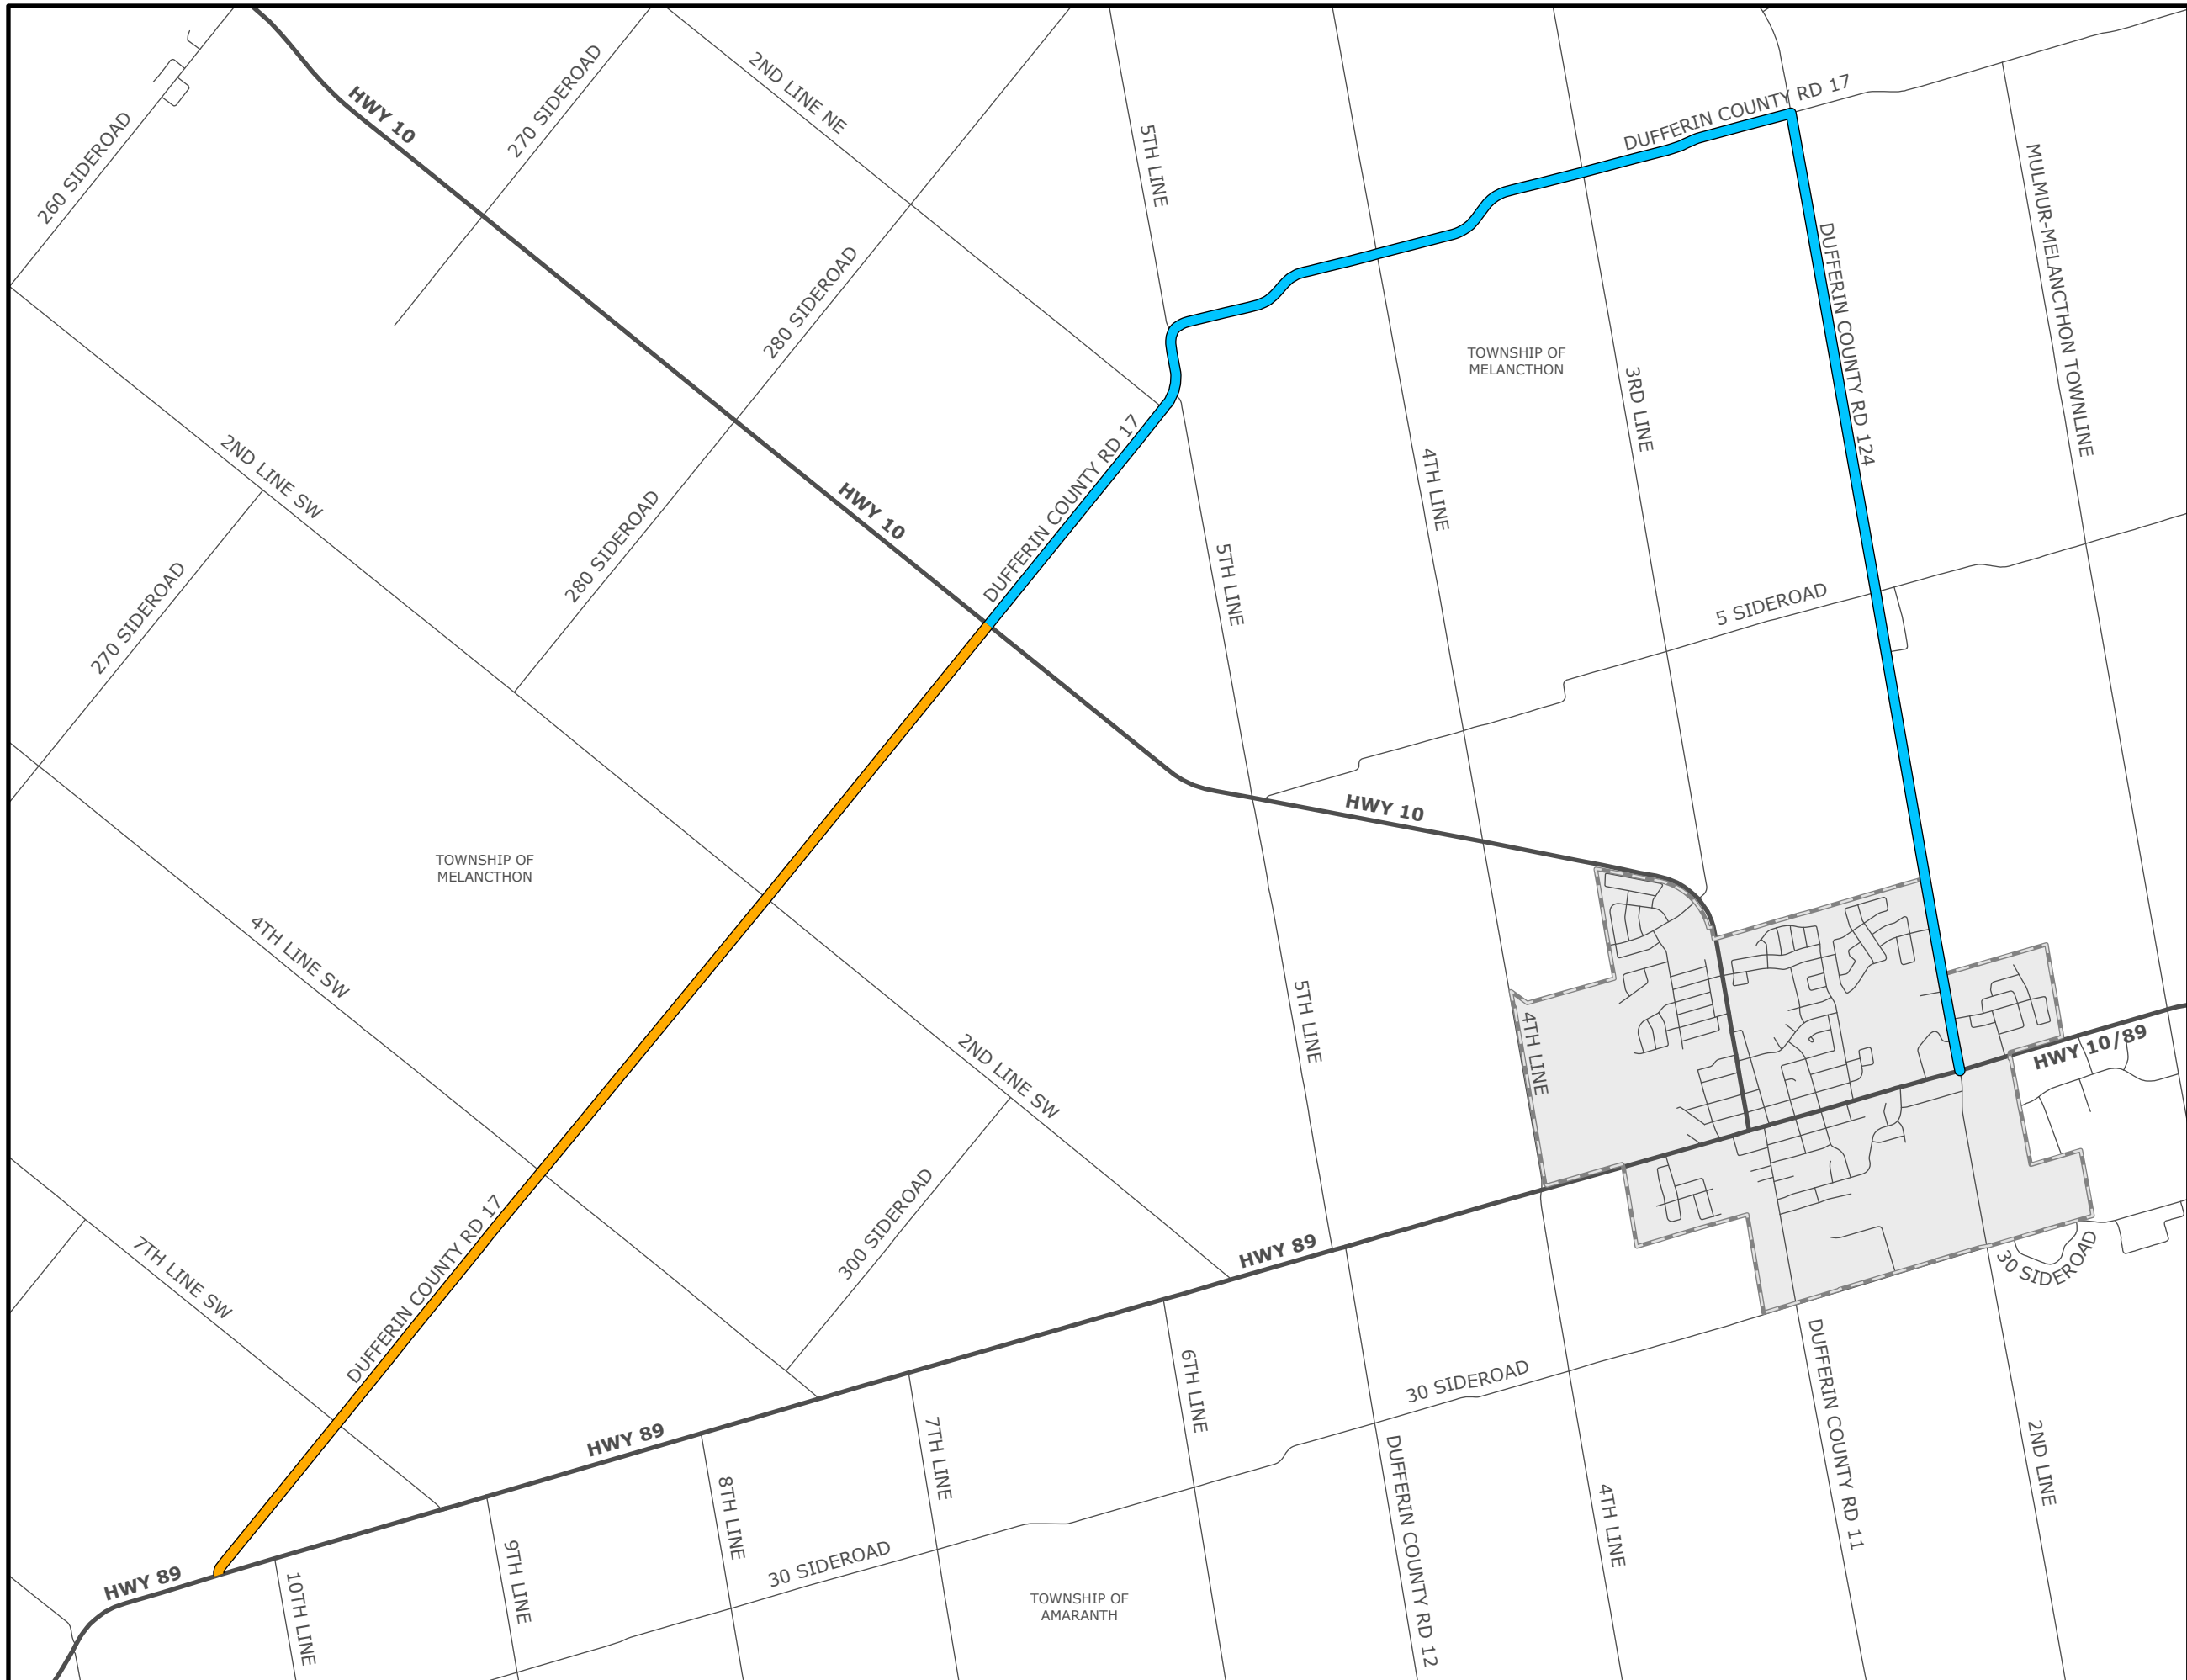 2ND LINE NE
270 SIDEROAD
HWY 10
260 SIDEROAD
5TH LINE
DUFFERIN COUNTY RD 17
MULMUR-MELANCTHON TOWNLINE
280 SIDEROAD
DUFFERIN COUNTY RD 124
TOWNSHIP OF
MELANCTHON
3RD LINE
2ND LINE SW
DUFFERIN COUNTY RD 17
4TH LINE
HWY 10
280 SIDEROAD
5TH LINE
270 SIDEROAD
5 SIDEROAD
HWY 10
TOWNSHIP OF
MELANCTHON
4TH LINE SW
5TH LINE
4TH LINE
2ND LINE SW
HWY 10/89
300 SIDEROAD
DUFFERIN COUNTY RD 17
7TH LINE SW
HWY 89
30 SIDEROAD
6TH LINE
DUFFERIN COUNTY RD 11
30 SIDEROAD
HWY 89
7TH LINE
DUFFERIN COUNTY RD 12
2ND LINE
8TH LINE
4TH LINE
9TH LINE
30 SIDEROAD
HWY 89
10TH LINE
TOWNSHIP OF
AMARANTH